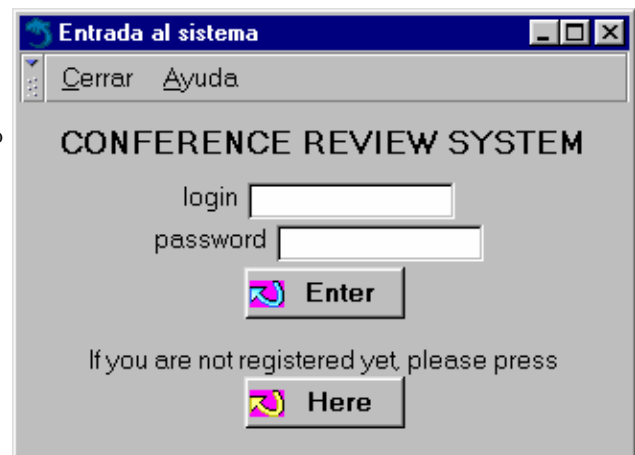 Entrada al sistema
Cerrar Ayuda
CONFERENCE REVIEW SYSTEM
login
password
Enter
If you are not registered yet, please press
Here